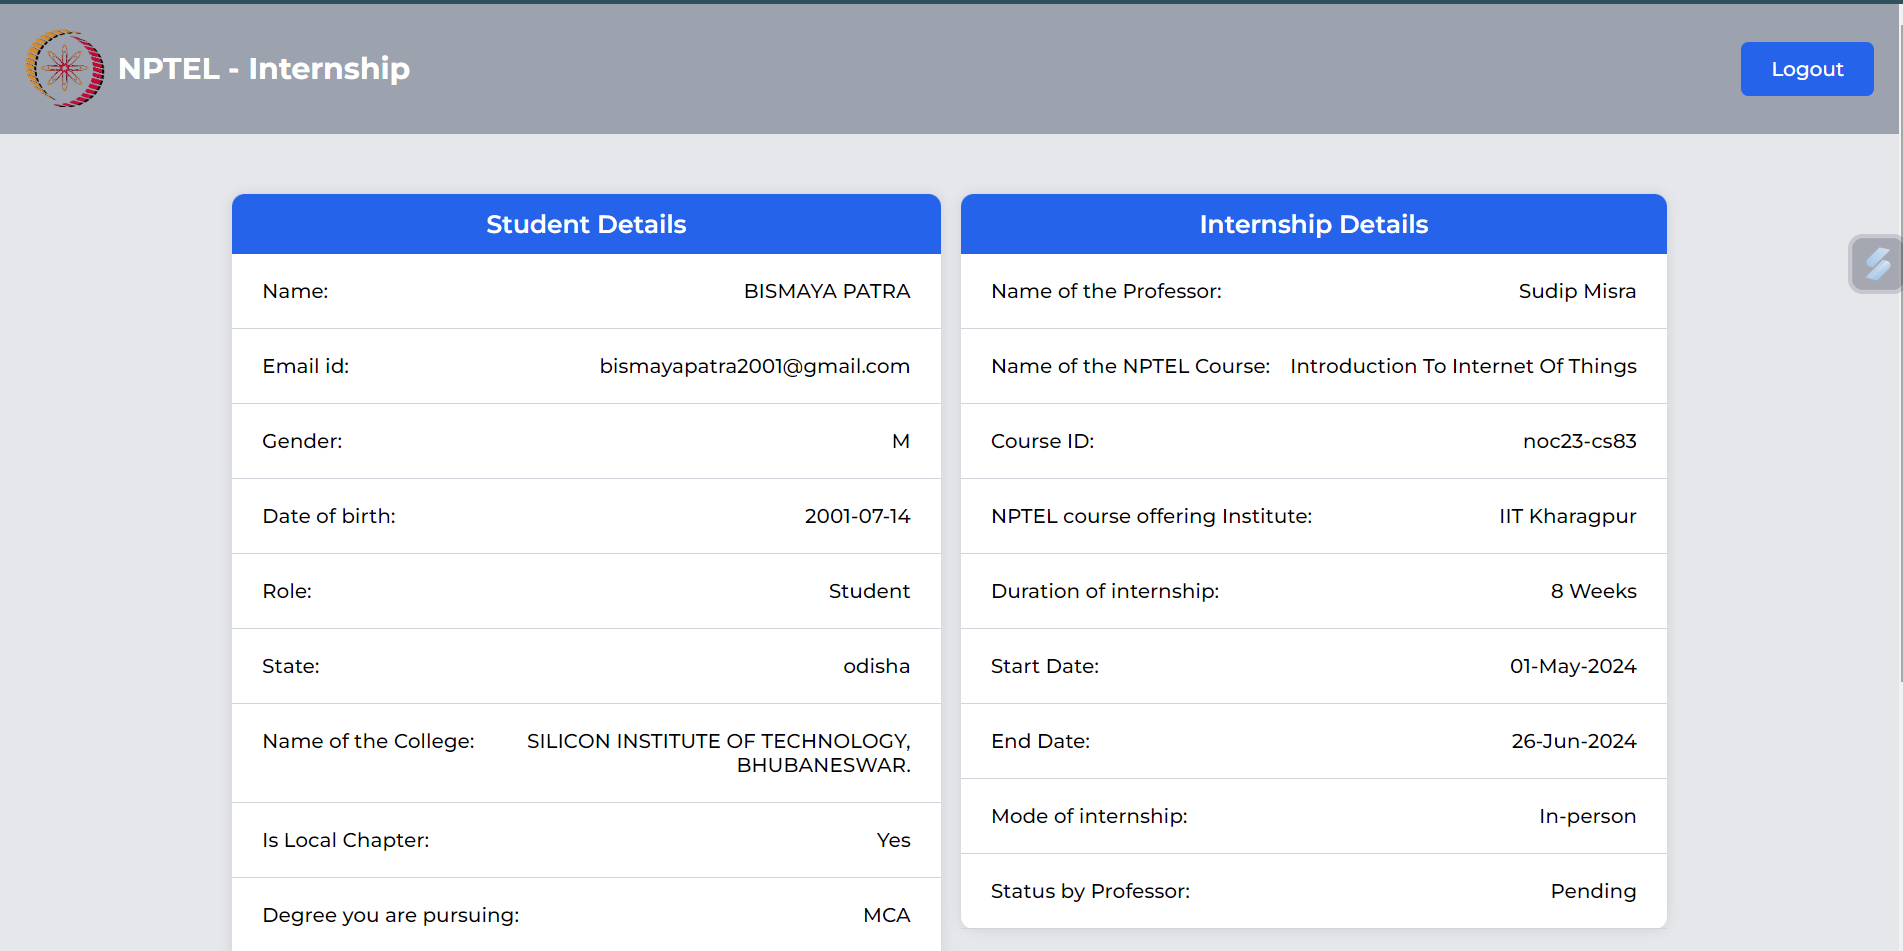 NPTEL - Internship
Logout
Student Details
Name: BISMAYA PATRA
Email id: bismayapatra2001@gmail.com
Gender: M
Date of birth: 2001-07-14
Role: Student
State: odisha
Name of the College: SILICON INSTITUTE OF TECHNOLOGY,
BHUBANESWAR.
Is Local Chapter: Yes
Degree you are pursuing: MCA
Internship Details
Name of the Professor: Sudip Misra
Name of the NPTEL Course: Introduction To Internet Of Things
Course ID: noc23-cs83
NPTEL course offering Institute: IIT Kharagpur
Duration of internship: 8 Weeks
Start Date: 01-May-2024
End Date: 26-Jun-2024
Mode of internship: In-person
Status by Professor: Pending